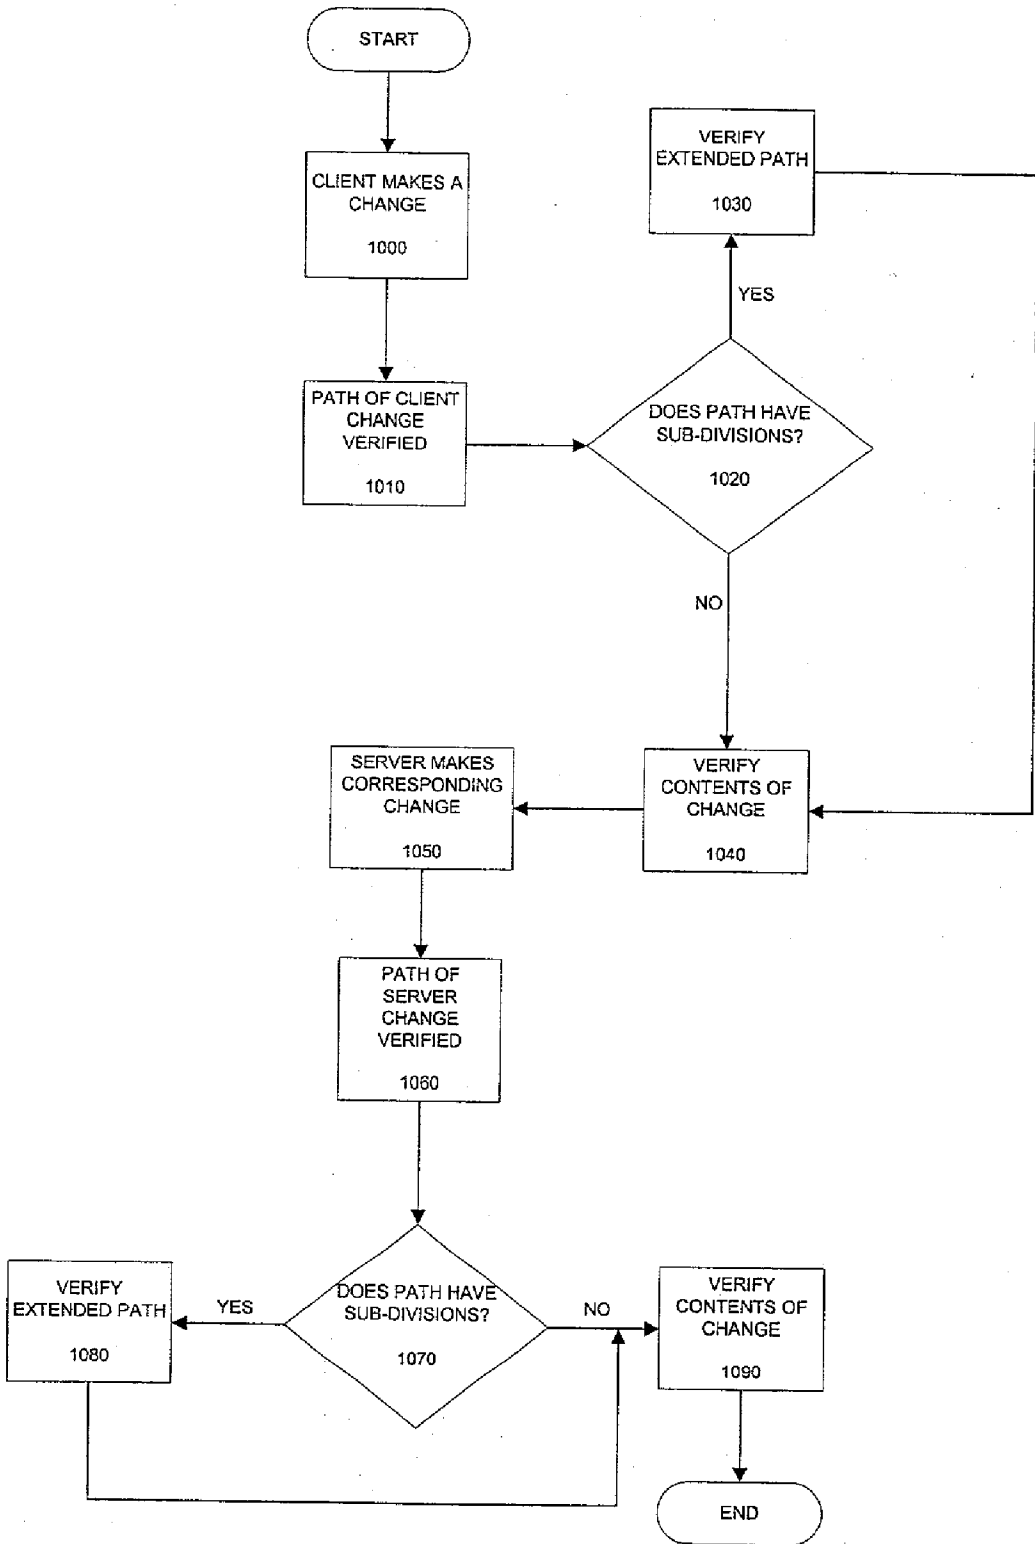 START
CLIENT MAKES A
CHANGE
1000
PATH OF CLIENT
CHANGE
VERIFIED
1010
DOES PATH HAVE
SUB-DIVISIONS?
1020
YES
VERIFY
EXTENDED PATH
1030
NO
VERIFY
CONTENTS OF
CHANGE
1040
SERVER MAKES
CORRESPONDING
CHANGE
1050
PATH OF
SERVER
CHANGE
VERIFIED
1060
DOES PATH HAVE
SUB-DIVISIONS?
1070
YES
VERIFY
EXTENDED PATH
1080
NO
VERIFY
CONTENTS OF
CHANGE
1090
END